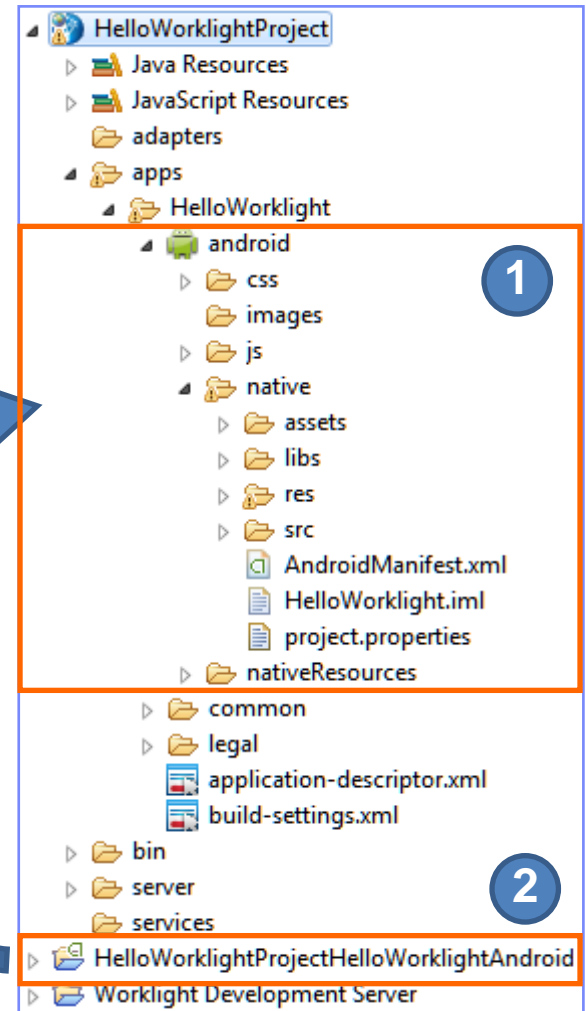 HelloWorklightProject
Java Resources
JavaScript Resources
adapters
apps
HelloWorklight
android
1
css
images
js
native
assets
libs
res
src
AndroidManifest.xml
HelloWorklight.iml
project.properties
nativeResources
common
legal
application-descriptor.xml
build-settings.xml
bin
server
2
services
HelloWorklightProjectHelloWorklightAndroid
Worklight Development Server